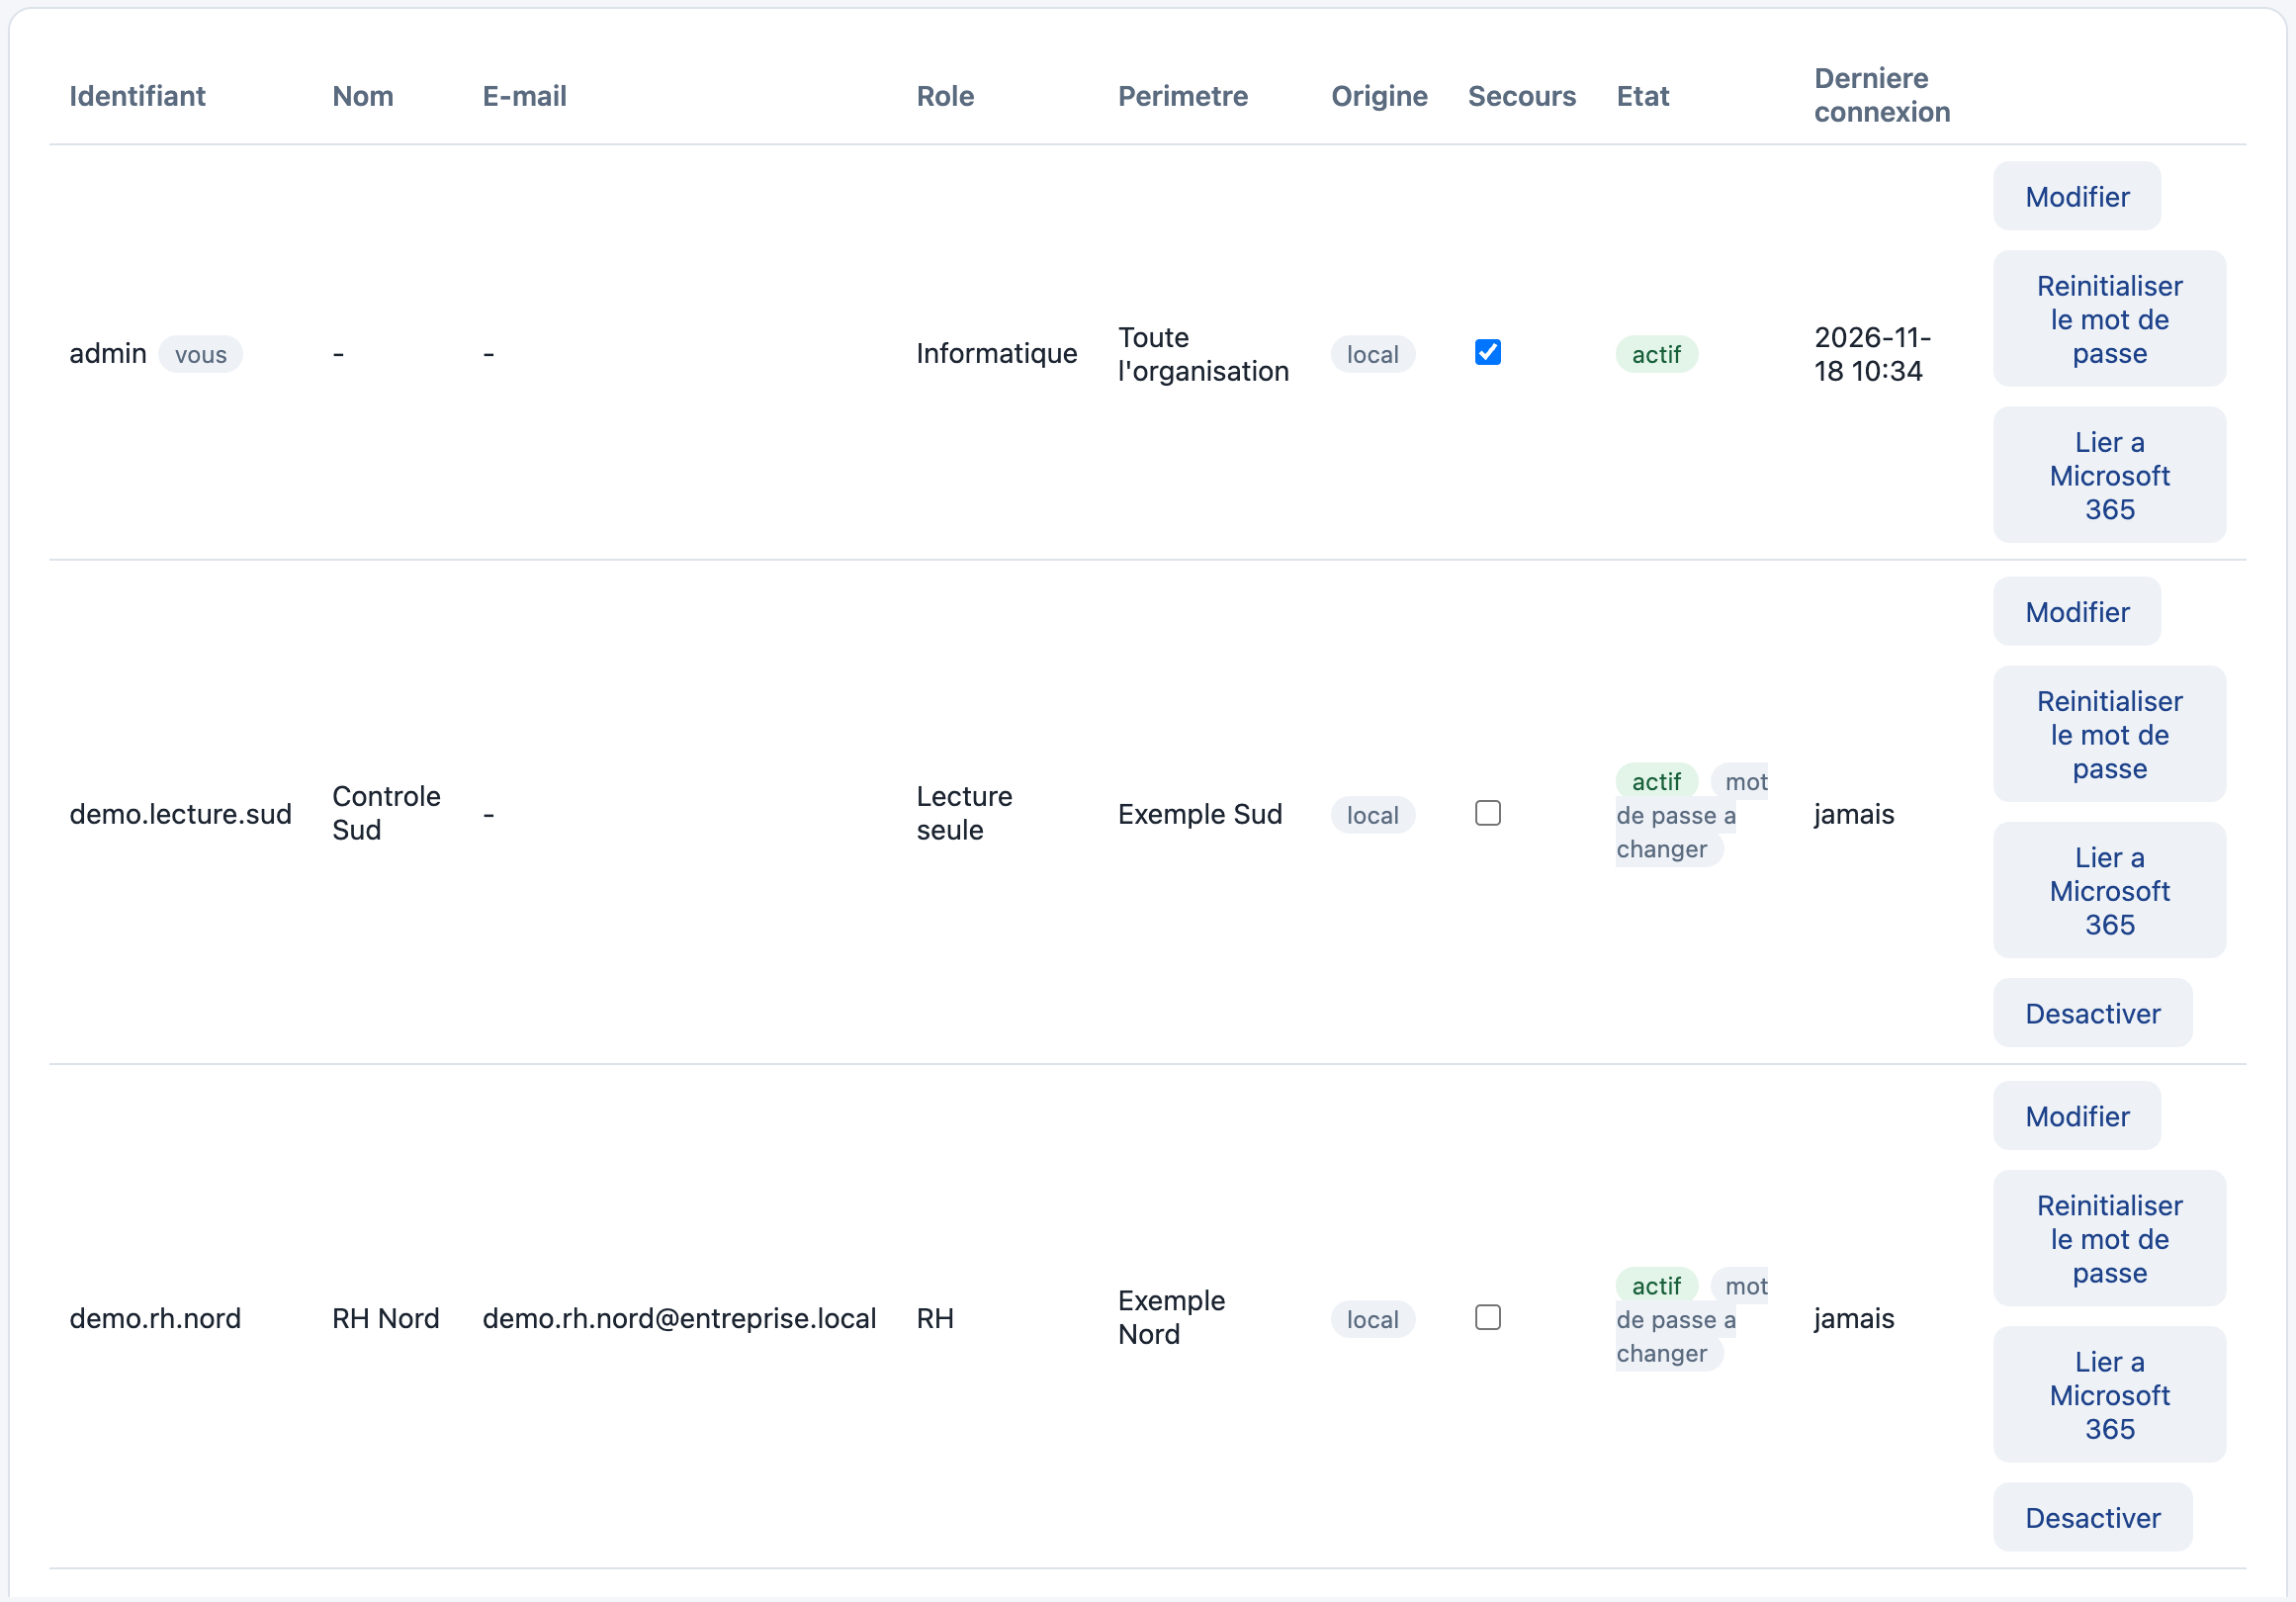 Identifiant Nom E-mail Role Perimetre Origine Secours Etat Derniere
connexion
Modifier
Reinitialiser
le mot de
passe
admin vous - - Informatique Toute
l'organisation local actif 2026-11-
18 10:34
Lier a
Microsoft
365
Modifier
Reinitialiser
le mot de
passe
demo.lecture.sud Controle
Sud - Lecture
seule Exemple Sud local actif mot
de passe a
changer jamais
Lier a
Microsoft
365
Desactiver
Modifier
Reinitialiser
le mot de
passe
demo.rh.nord RH Nord demo.rh.nord@entreprise.local RH Exemple
Nord local actif mot
de passe a
changer jamais
Lier a
Microsoft
365
Desactiver